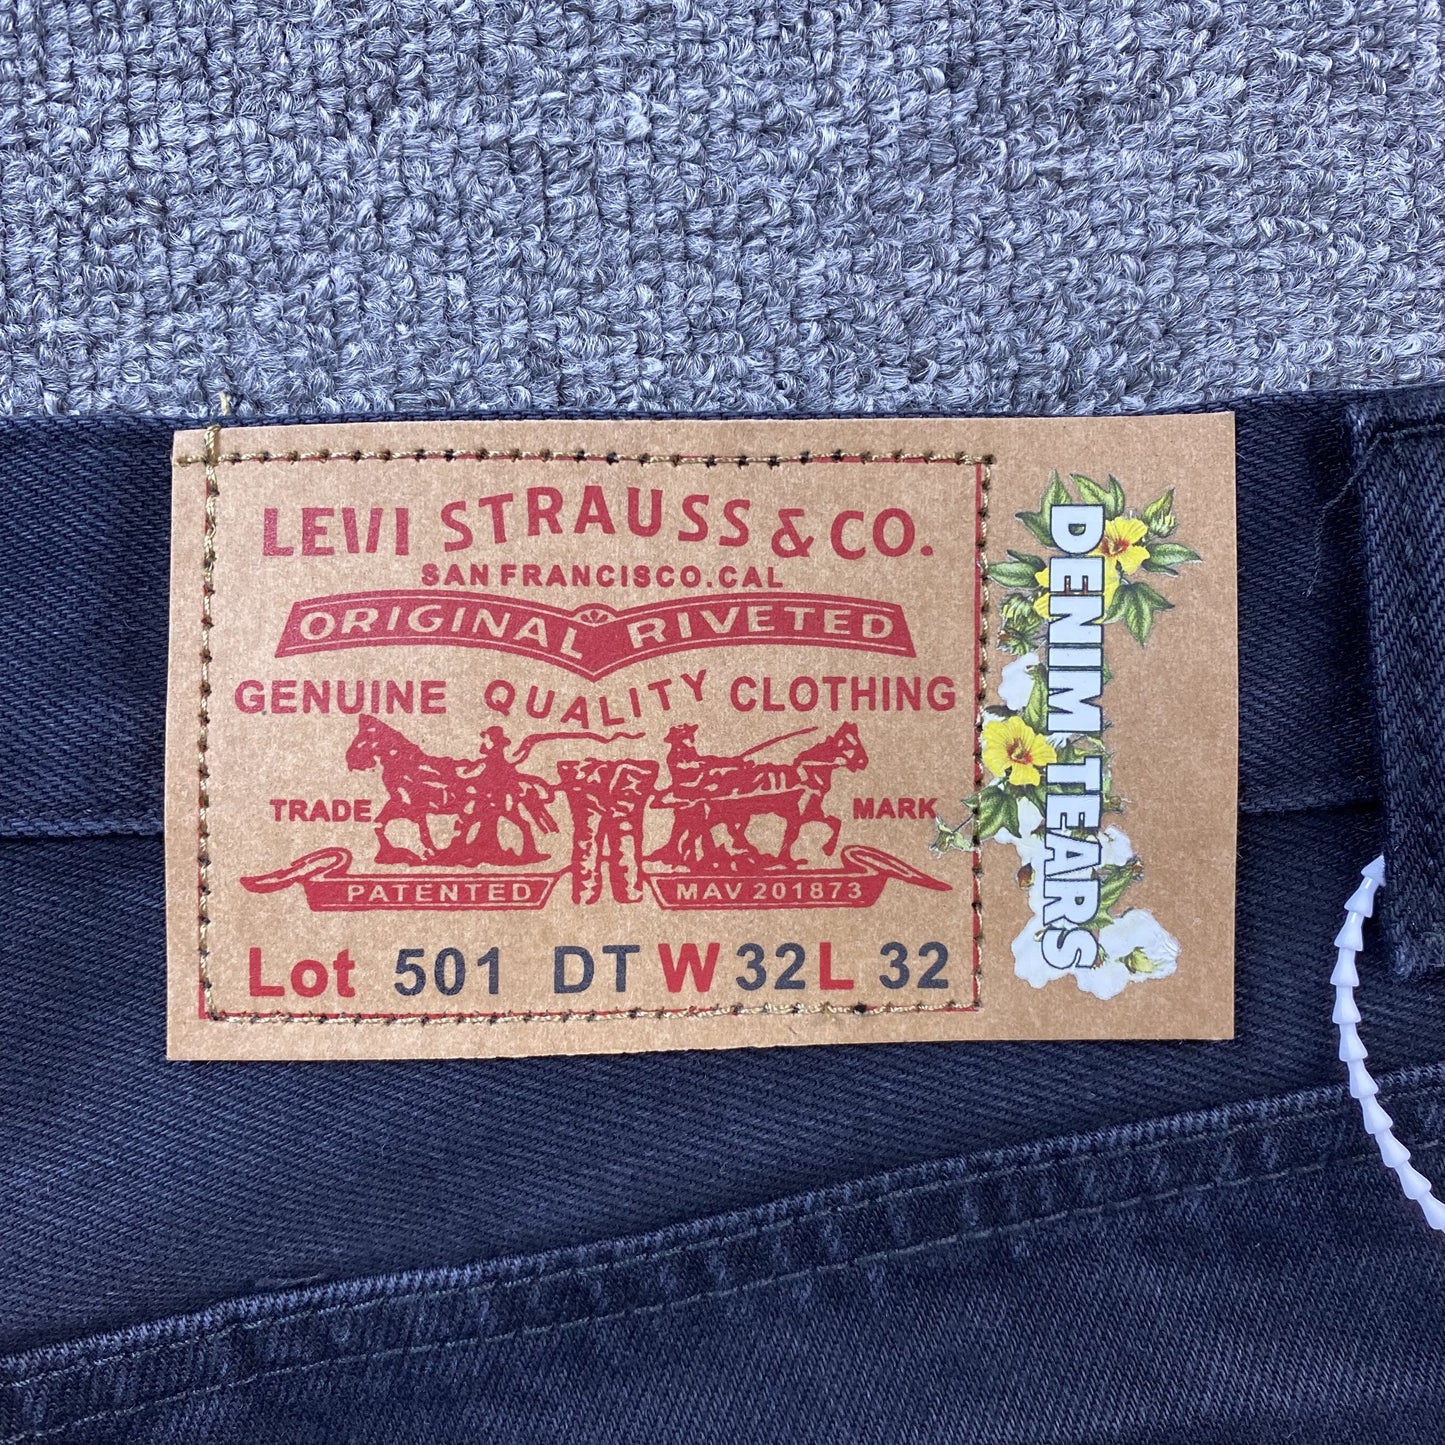 LEVI STRAUSS & CO.
SAN FRANCISCO.CAL
ORIGINAL RIVETED
GENUINE QUALITY CLOTHING
TRADE MARK
PATENTED MAV 201873
Lot 501 DT W 32 L 32
DENIM TEARS